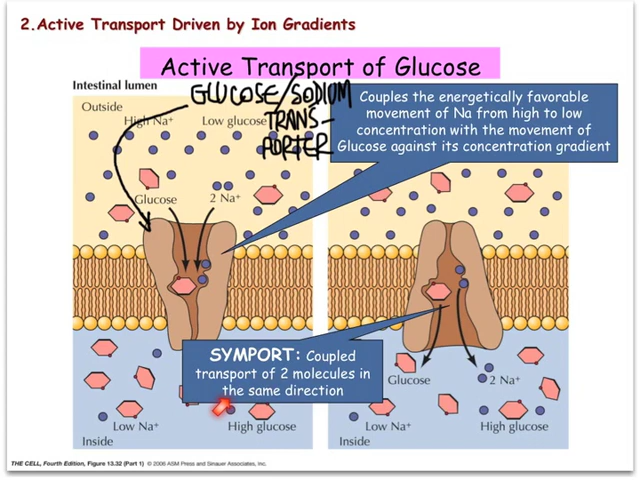 2.Active Transport Driven by Ion Gradients
Active Transport of Glucose
Intestinal lumen
GLUCOSE/SODIUM
TRANS-
PORTER
Outside
High Na⁺
Low glucose
Couples the energetically favorable
movement of Na from high to low
concentration with the movement of
Glucose against its concentration gradient
Glucose
2 Na⁺
SYMPORT: Coupled
transport of 2 molecules in
the same direction
Low Na⁺
High glucose
Inside
Glucose
2 Na⁺
Low Na⁺
High glucose
Inside
THE CELL, Fourth Edition, Figure 13.32 (Part 1) © 2006 ASM Press and Sinauer Associates, Inc.